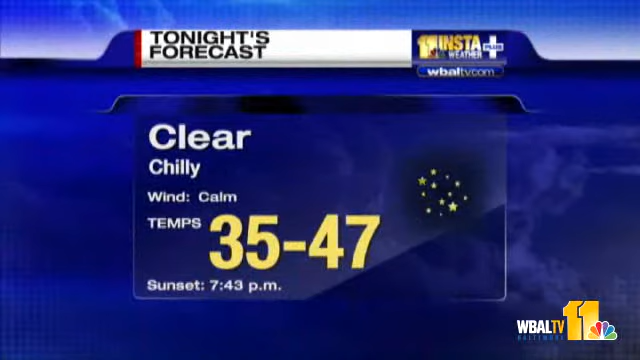 TONIGHT'S
FORECAST
11 INSTA
WEATHER PLUS
wbaltv.com
Clear
Chilly
Wind: Calm
TEMPS 35-47
Sunset: 7:43 p.m.
WBALTV 11
BALTIMORE